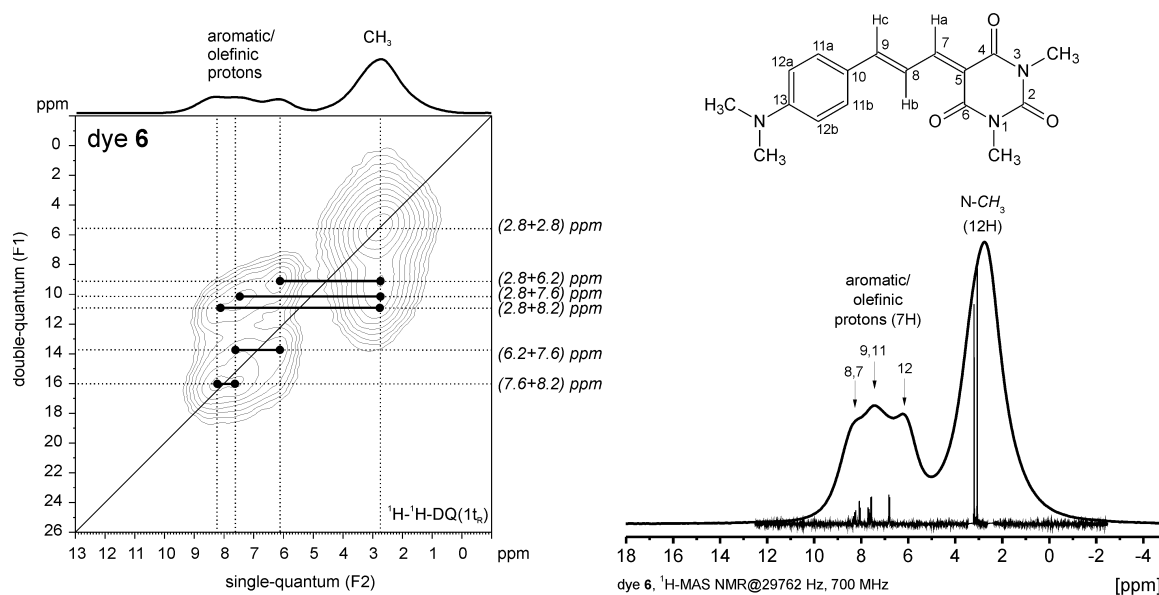 aromatic/
olefinic
protons
CH3
ppm
dye 6
0
2
4
6
8
10
12
14
16
18
20
22
24
26
double-quantum (F1)
(2.8+2.8) ppm
(2.8+6.2) ppm
(2.8+7.6) ppm
(2.8+8.2) ppm
(6.2+7.6) ppm
(7.6+8.2) ppm
1H-1H-DQ(1tR)
13 12 11 10 9 8 7 6 5 4 3 2 1 0 ppm
single-quantum (F2)
Hc Ha O
11a 9 7 4 3 CH3
12a N
10 8 5 2
13 11b Hb 6 N1 O
H3C N 12b O
CH3 CH3
N-CH3
(12H)
aromatic/
olefinic
protons (7H)
9,11
8,7 12
18 16 14 12 10 8 6 4 2 0 -2 -4
dye 6, 1H-MAS NMR@29762 Hz, 700 MHz [ppm]